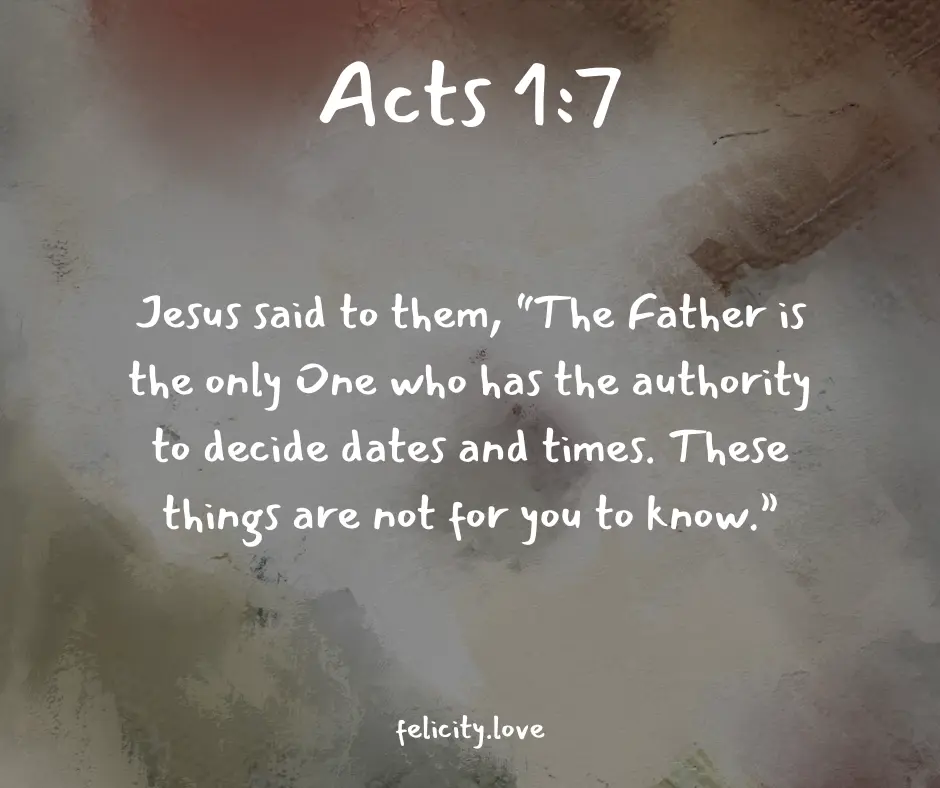 Acts 1:7
Jesus said to them, "The Father is
the only One who has the authority
to decide dates and times. These
things are not for you to know."
felicity.love